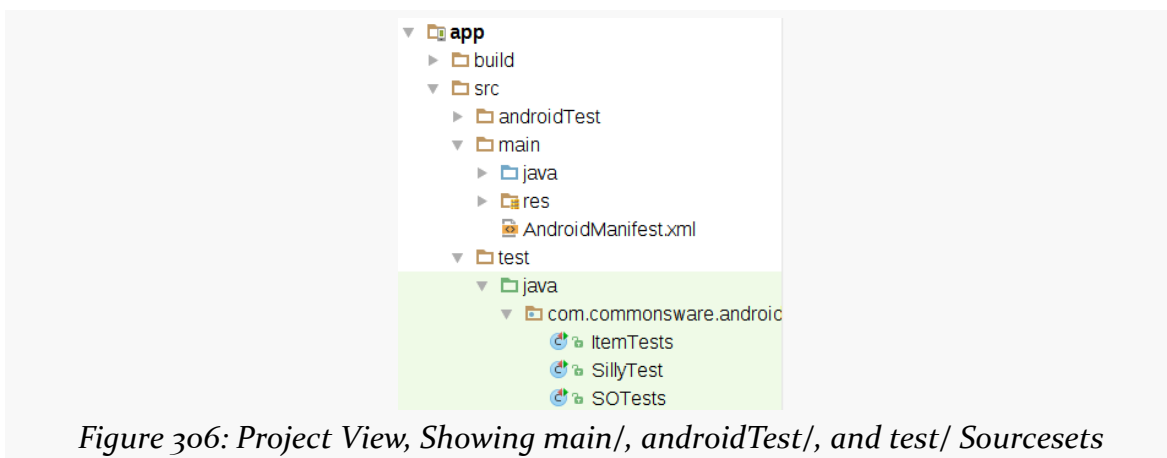 app
build
src
androidTest
main
java
res
AndroidManifest.xml
test
java
com.commonsware.android
ItemTests
SillyTest
SOTests
Figure 306: Project View, Showing main/, androidTest/, and test/ Sourcesets